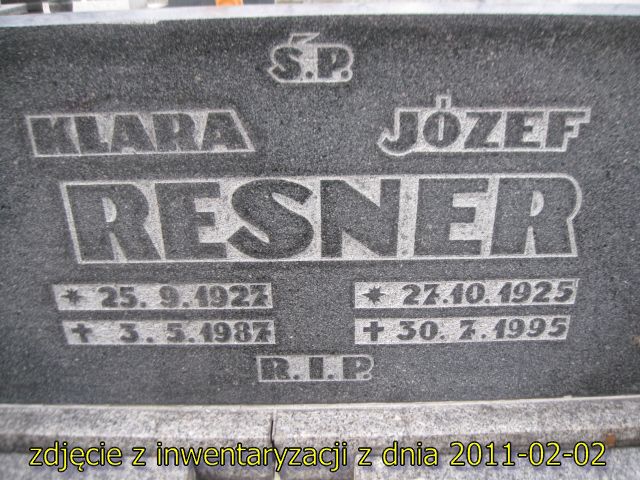 Ś.P.
KLARA JÓZEF
RESNER
* 25. 9. 1927 * 27.10.1925
+ 3. 5. 1987 + 30. 7. 1995
R. I. P.
zdjęcie z inwentaryzacji z dnia 2011-02-02